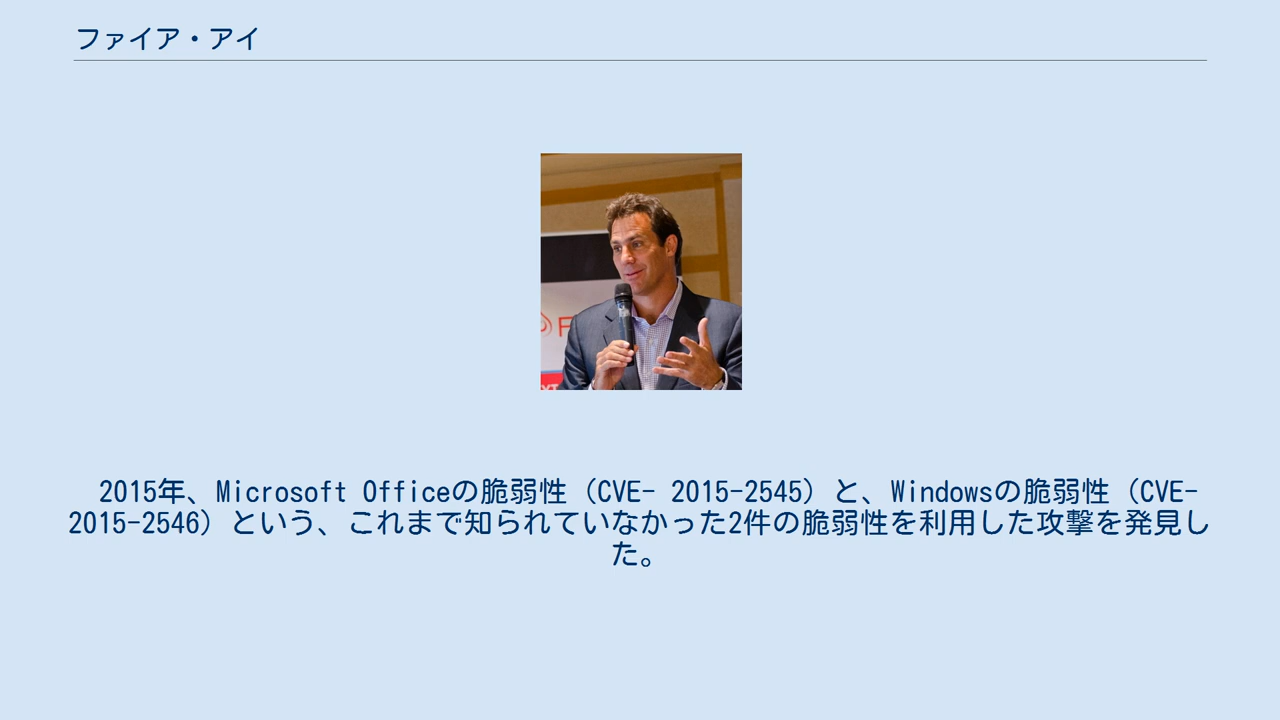 ファイア・アイ
F
2015年、Microsoft Officeの脆弱性（CVE- 2015-2545）と、Windowsの脆弱性（CVE-
2015-2546）という、これまで知られていなかった2件の脆弱性を利用した攻撃を発見し
た。